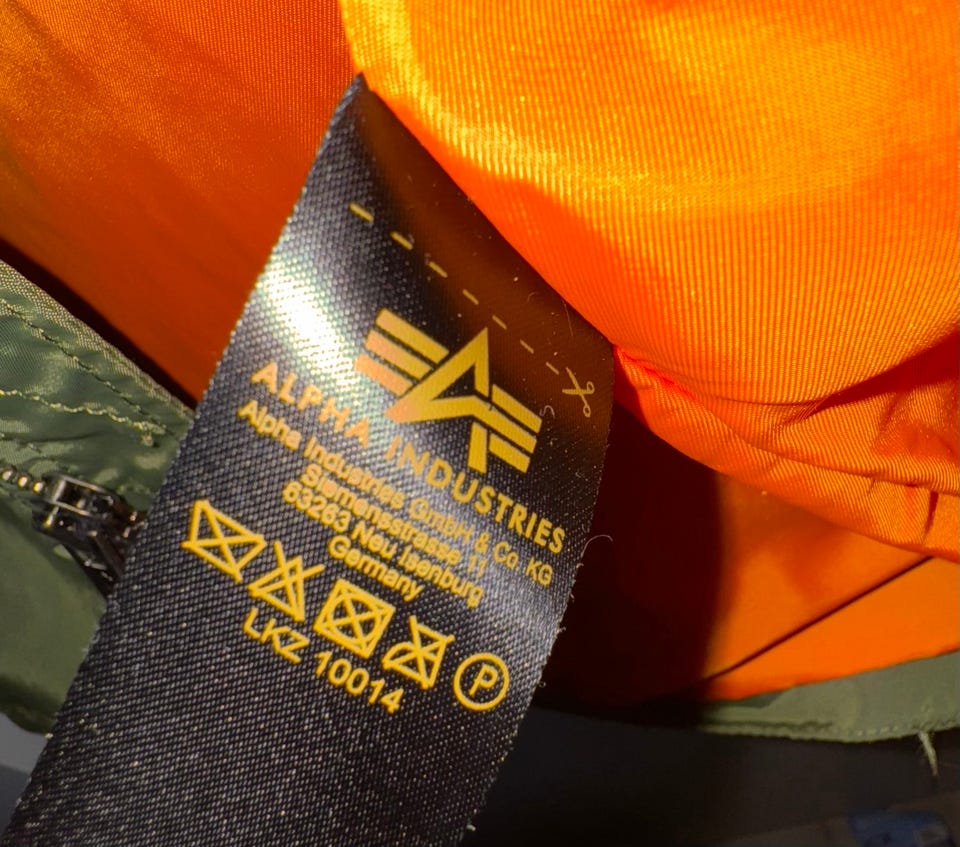 ALPHA INDUSTRIES
Alpha Industries GmbH & Co KG
Siemensstrasse 11
63263 Neu Isenburg
Germany
P
LKZ 10014